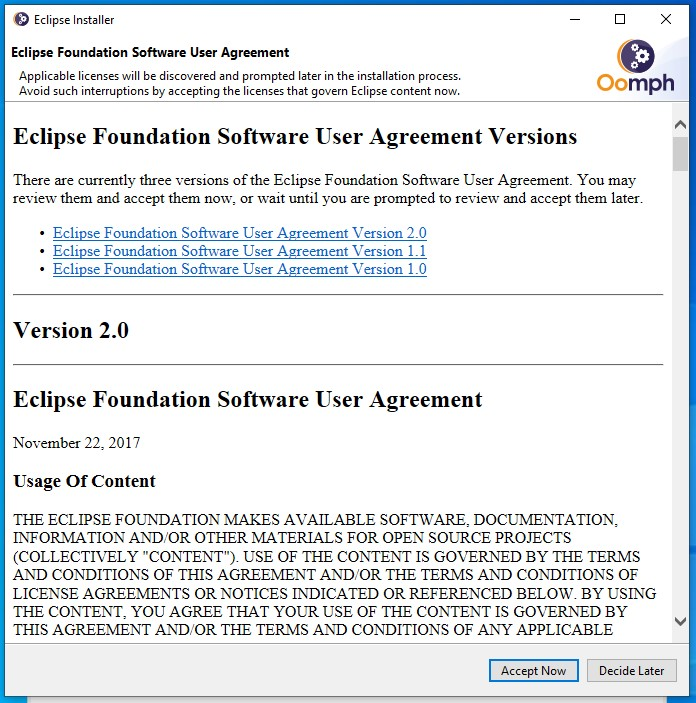 Eclipse Installer
Eclipse Foundation Software User Agreement
Applicable licenses will be discovered and prompted later in the installation process.
Avoid such interruptions by accepting the licenses that govern Eclipse content now.
Oomph
Eclipse Foundation Software User Agreement Versions
There are currently three versions of the Eclipse Foundation Software User Agreement. You may
review them and accept them now, or wait until you are prompted to review and accept them later.
• Eclipse Foundation Software User Agreement Version 2.0
• Eclipse Foundation Software User Agreement Version 1.1
• Eclipse Foundation Software User Agreement Version 1.0
Version 2.0
Eclipse Foundation Software User Agreement
November 22, 2017
Usage Of Content
THE ECLIPSE FOUNDATION MAKES AVAILABLE SOFTWARE, DOCUMENTATION,
INFORMATION AND/OR OTHER MATERIALS FOR OPEN SOURCE PROJECTS
(COLLECTIVELY "CONTENT"). USE OF THE CONTENT IS GOVERNED BY THE TERMS
AND CONDITIONS OF THIS AGREEMENT AND/OR THE TERMS AND CONDITIONS OF
LICENSE AGREEMENTS OR NOTICES INDICATED OR REFERENCED BELOW. BY USING
THE CONTENT, YOU AGREE THAT YOUR USE OF THE CONTENT IS GOVERNED BY
THIS AGREEMENT AND/OR THE TERMS AND CONDITIONS OF ANY APPLICABLE
Accept Now
Decide Later